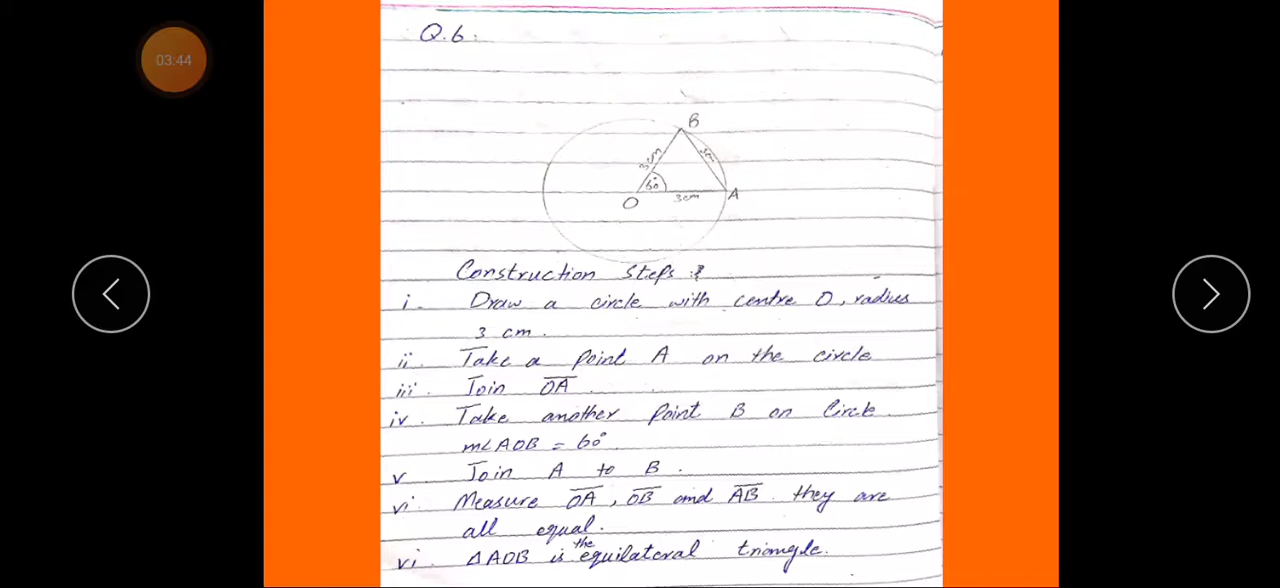 03:44
Q.6.
B
3cm
3cm
60°
3cm
O
A
Construction Steps :
i. Draw a circle with centre O, radius
3 cm.
ii. Take a point A on the circle
iii. Join OA
iv. Take another point B on Circle
m∠AOB = 60°
v Join A to B.
vi. Measure OA, OB and AB. they are
all equal.
vi. ΔAOB is the equilateral triangle.